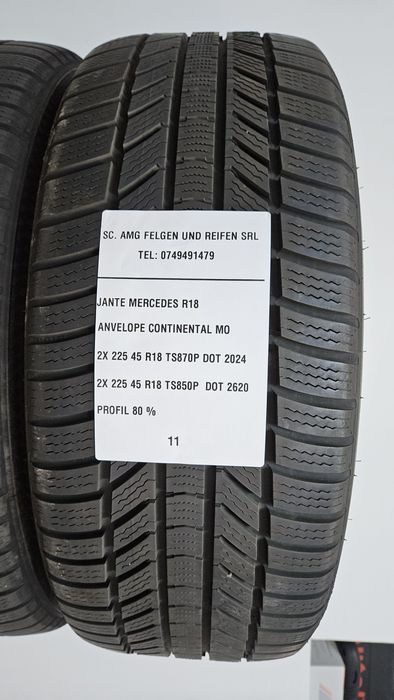 SC. AMG FELGEN UND REIFEN SRL
TEL: 0749491479
JANTE MERCEDES R18
ANVELOPE CONTINENTAL MO
2X 225 45 R18 TS870P DOT 2024
2X 225 45 R18 TS850P DOT 2620
PROFIL 80 %
11